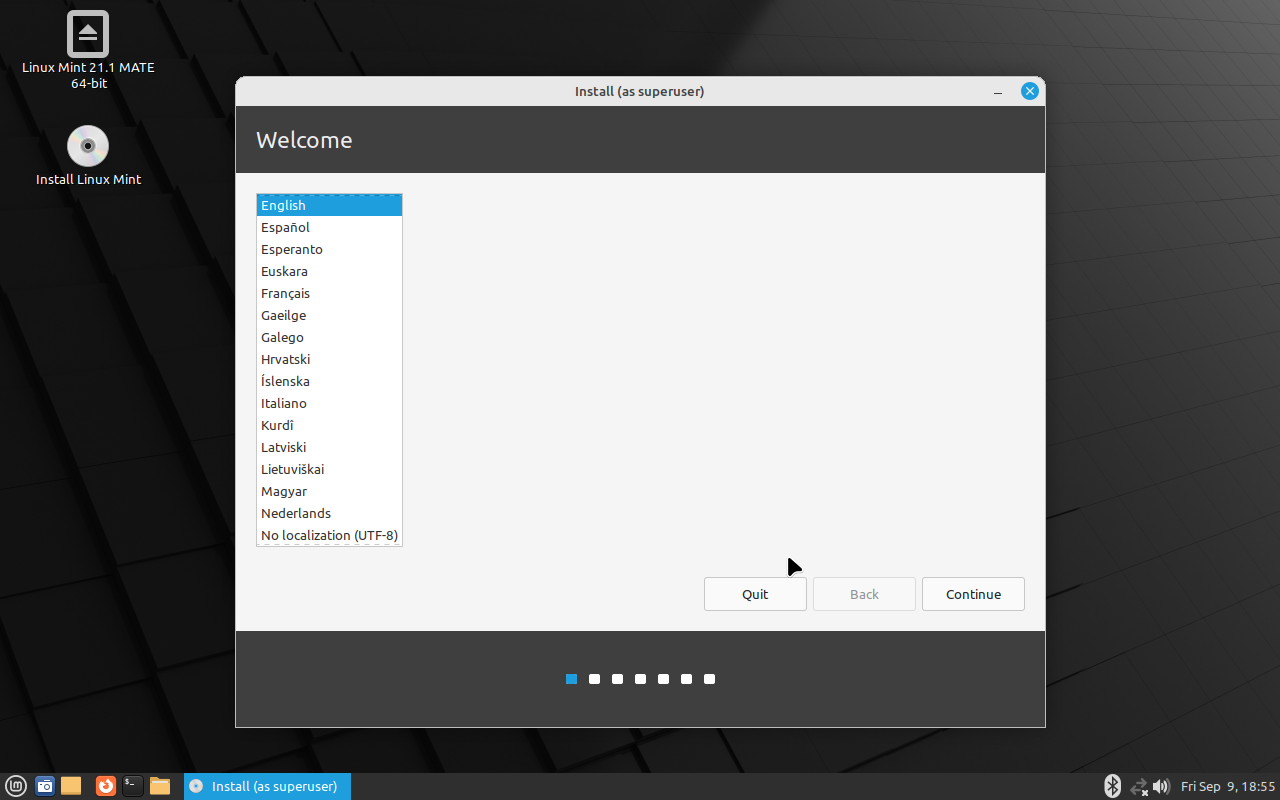 Linux Mint 21.1 MATE
64-bit
Install Linux Mint
Install (as superuser)
Welcome
English
Español
Esperanto
Euskara
Français
Gaeilge
Galego
Hrvatski
Íslenska
Italiano
Kurdî
Latviski
Lietuviškai
Magyar
Nederlands
No localization (UTF-8)
Quit
Back
Continue
Install (as superuser)
Fri Sep 9, 18:55